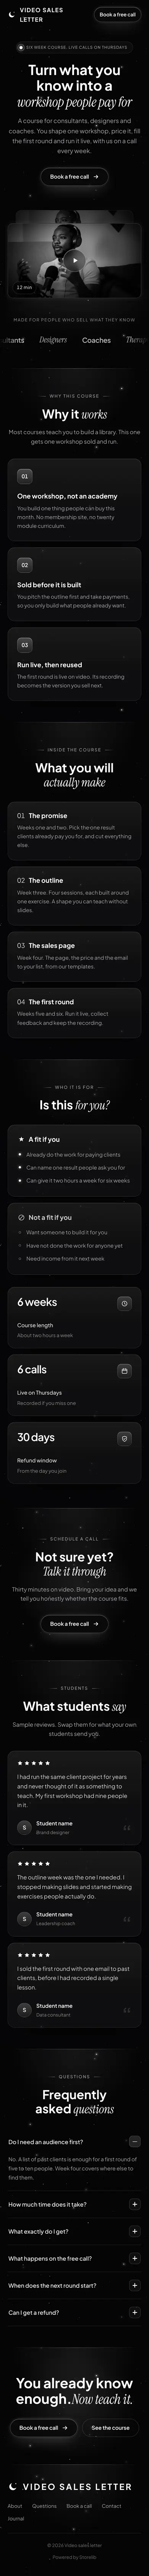 VIDEO SALES
LETTER
Book a free call
SIX WEEK COURSE. LIVE CALLS ON THURSDAYS
Turn what you
know into a
workshop people pay for
A course for consultants, designers and
coaches. You bring the subject you know cold.
You shape your first round workshop, price it, fill
the first round and run it live, with us on a call
every week.
Book a free call →
12 min
MADE FOR PEOPLE WHO SELL WHAT THEY KNOW
Designers
Coaches
WHY THIS COURSE
Why it works
Most courses teach you to build a library. This one
gets one workshop sold and run.
01
One workshop, not an academy
You build one thing people can buy this
month. No membership site, no twenty
module curriculum.
02
Sold before it is built
You pitch the outline first and take payments,
so you only build what people already want.
03
Run live, then reused
The first round is live on video. Its recording
becomes the version you sell next.
INSIDE THE COURSE
What you will
actually make
01 The promise
Weeks one and two. Pick the one result
clients already pay you for, and cut everything
else.
02 The outline
Week three. Four sessions, each built around
one exercise. A shape you can teach without
slides.
03 The sales page
Week four. The page, the price and the email
to your list, from our templates.
04 The first round
Weeks five and six. Run it live, collect
feedback and keep the recording.
WHO IT IS FOR
Is this for you?
A fit if you
Already do the work for paying clients
Can name one result people ask you for
Can give it two hours a week for six weeks
Not a fit if you
Want someone to build it for you
Have not done the work for anyone yet
Need income from it next week
6 weeks
Course length
About two hours a week
6 calls
Live on Thursdays
Recorded if you miss one
30 days
Refund window
From the day you join
SCHEDULE A CALL
Not sure yet?
Talk it through
Thirty minutes on video. Bring your idea and we
tell you honestly whether the course fits.
Book a free call →
STUDENTS
What students say
Sample reviews. Swap them for what your own
students send you.
I had run the same client project for years
and never thought of it as something to
teach. My first workshop had nine people
in it.
S
Student name
Brand designer
The outline week was the one I needed. I
stopped making slides and started making
exercises people actually do.
S
Student name
Leadership coach
I sold the first round with one email to past
clients, before I had recorded a single
lesson.
S
Student name
Data consultant
QUESTIONS
Frequently
asked questions
Do I need an audience first?
No. A list of past clients is enough for a first round of
five to ten people. Week four covers where else to
find them.
How much time does it take?
What exactly do I get?
What happens on the free call?
When does the next round start?
Can I get a refund?
You already know
enough. Now teach it.
Book a free call →
See the course
VIDEO SALES LETTER
About
Questions
Book a call
Contact
Journal
© 2026 Video sales letter